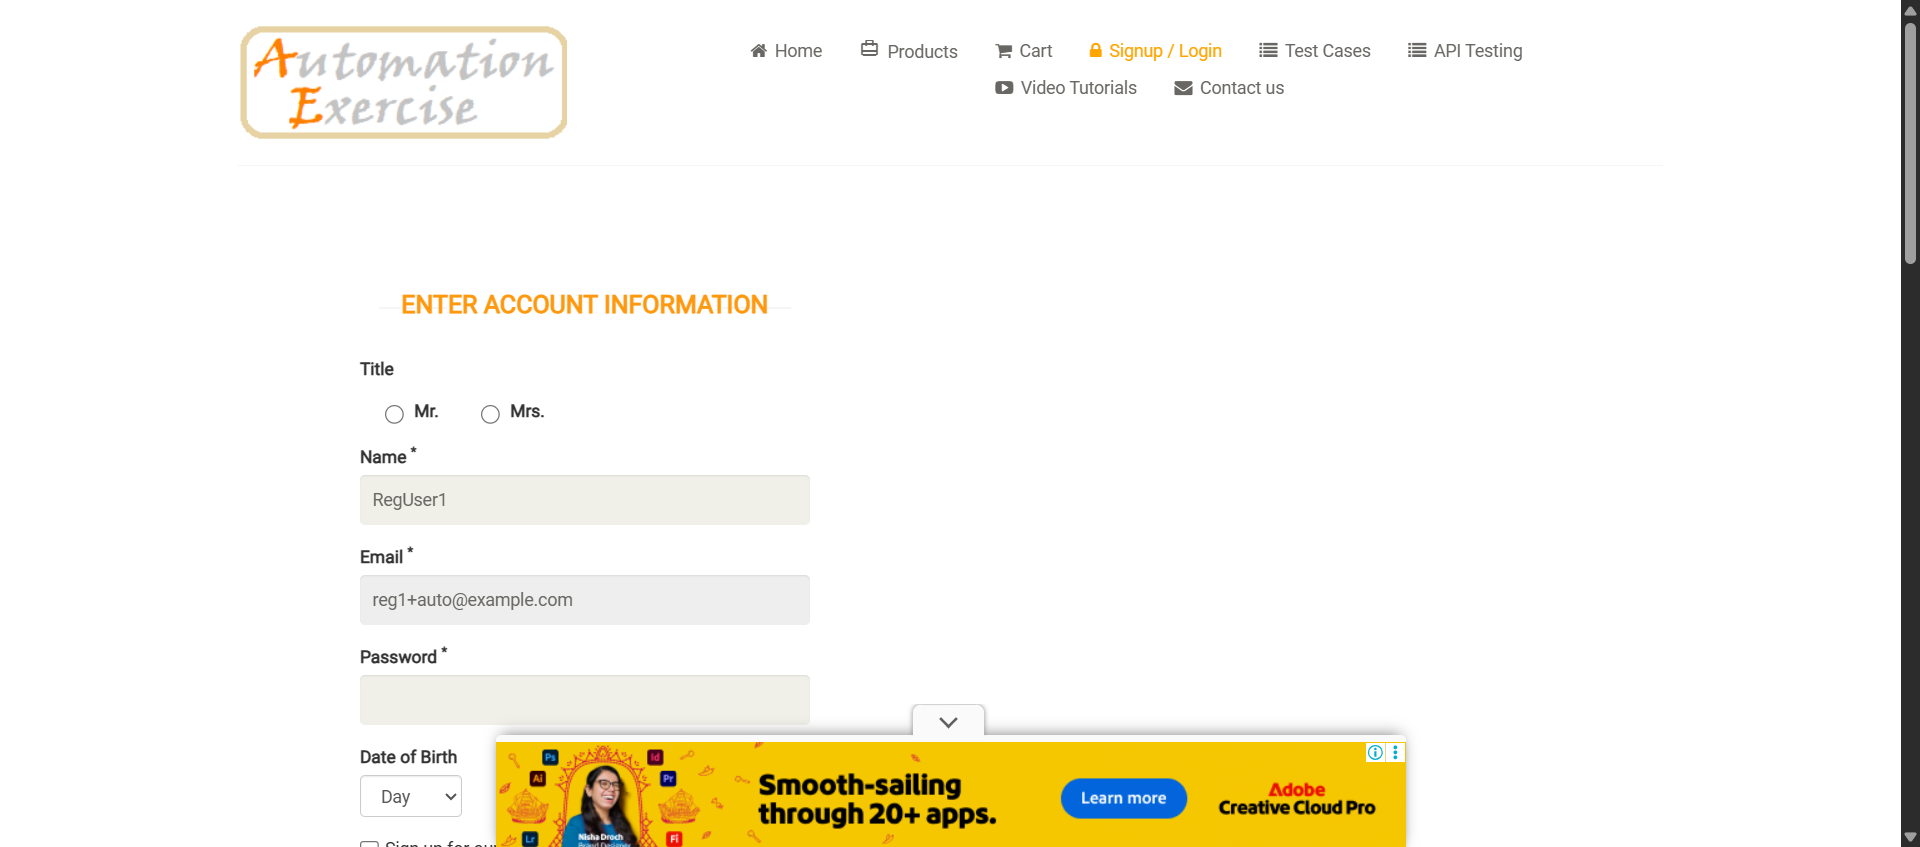 Automation
Exercise
Home
Products
Cart
Signup / Login
Test Cases
API Testing
Video Tutorials
Contact us
ENTER ACCOUNT INFORMATION
Title
Mr.
Mrs.
Name *
RegUser1
Email *
reg1+auto@example.com
Password *
Date of Birth
Day
Sign up for our
Ps
Id
Ai
Pr
Lr
Fi
Nisha Droch
Brand Designer
Smooth-sailing
through 20+ apps.
Learn more
Adobe
Creative Cloud Pro